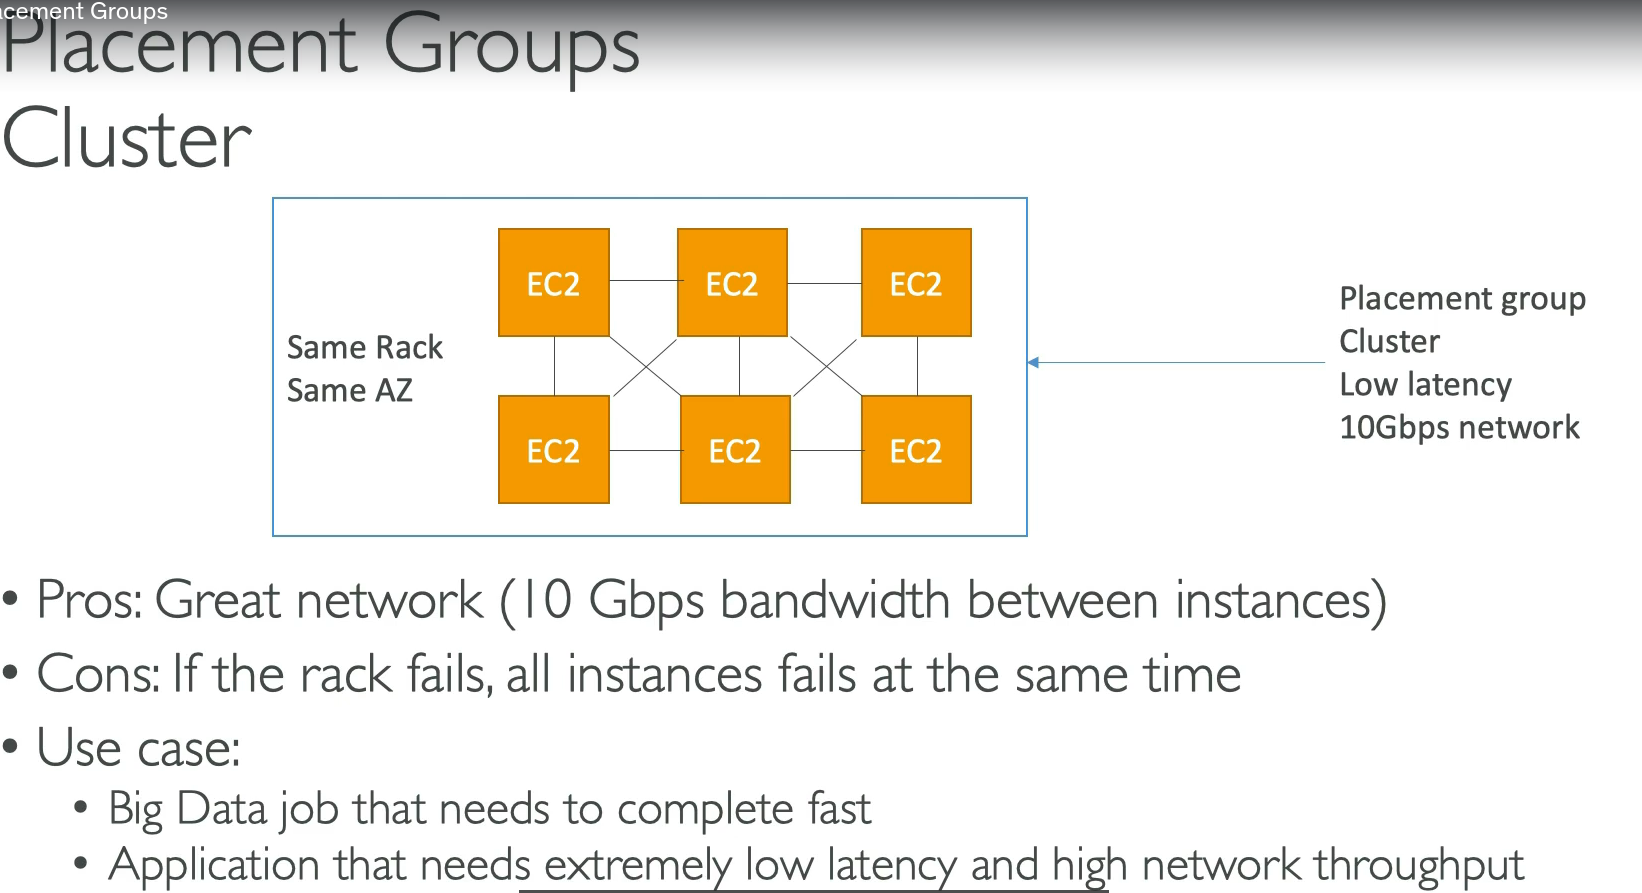 acement Groups
Placement Groups
Cluster
EC2 EC2 EC2
Same Rack
Same AZ
EC2 EC2 EC2
Placement group
Cluster
Low latency
10Gbps network
• Pros: Great network (10 Gbps bandwidth between instances)
• Cons: If the rack fails, all instances fails at the same time
• Use case:
• Big Data job that needs to complete fast
• Application that needs extremely low latency and high network throughput